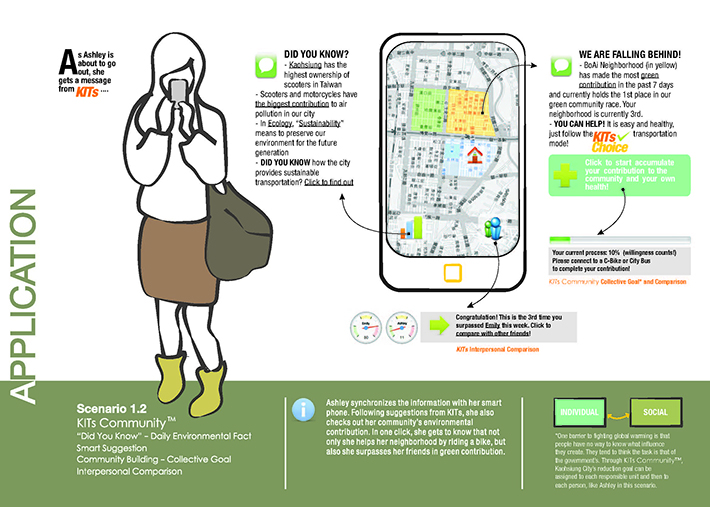 APPLICATION
As Ashley is
about to go
out, she
gets a message
from KITs ....
DID YOU KNOW?
- Kaohsiung has the
highest ownership of
scooters in Taiwan
- Scooters and motorcycles have
the biggest contribution to air
pollution in our city
- In Ecology, "Sustainability"
means to preserve our
environment for the future
generation
- DID YOU KNOW how the city
provides sustainable
transportation? Click to find out
WE ARE FALLING BEHIND!
- BoAi Neighborhood (in yellow)
has made the most green
contribution in the past 7 days
and currently holds the 1st place in our
green community race. Your
neighborhood is currently 3rd.
- YOU CAN HELP! It is easy and healthy,
just follow the KITs Choice transportation
mode!
Click to start accumulate
your contribution to the
community and your own
health!
Your current process: 10% (willingness counts!)
Please connect to a C-Bike or City Bus
to complete your contribution!
KITs Community Collective Goal* and Comparison
Congratulation! This is the 3rd time you
surpassed Emily this week. Click to
compare with other friends!
KITs Interpersonal Comparison
Scenario 1.2
KITs Community™
"Did You Know" - Daily Environmental Fact
Smart Suggestion
Community Building - Collective Goal
Interpersonal Comparison
Ashley synchronizes the information with her smart
phone. Following suggestions from KITs, she also
checks out her community's environmental
contribution. In one click, she gets to know that not
only she helps her neighborhood by riding a bike, but
also she surpasses her friends in green contribution.
INDIVIDUAL
SOCIAL
"One barrier to fighting global warming is that
people have no way to know what influence
they create. They tend to think the task is that of
the government's. Through KITs Community™,
Kaohsiung City's reduction goal can be
assigned to each responsible unit and then to
each person, like Ashley in this scenario.